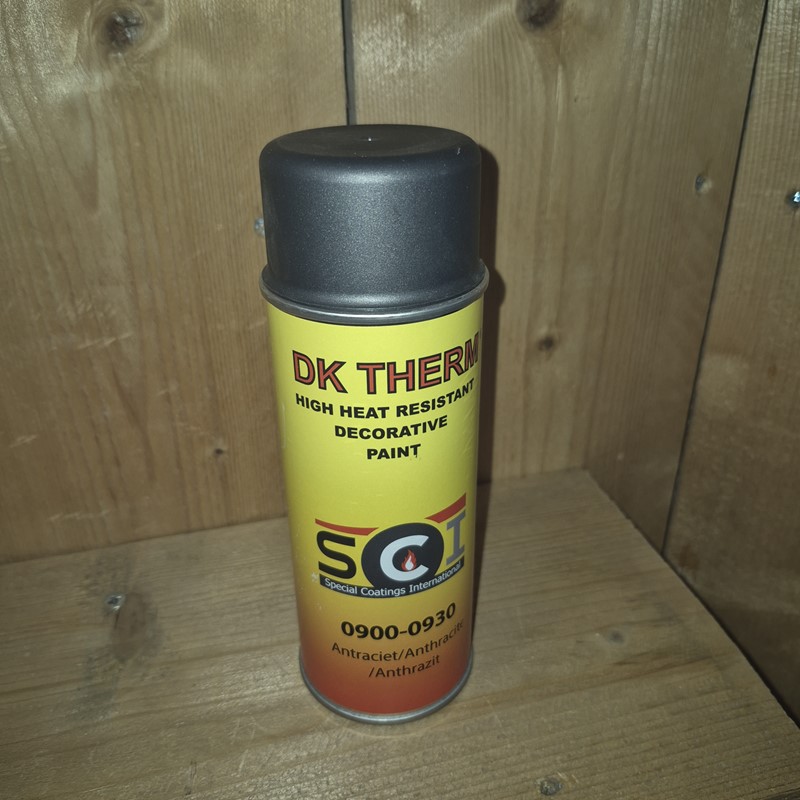 DK THERM
HIGH HEAT RESISTANT
DECORATIVE
PAINT
SCI
Special Coatings International
0900-0930
Antraciet/Anthracite
/Anthrazit